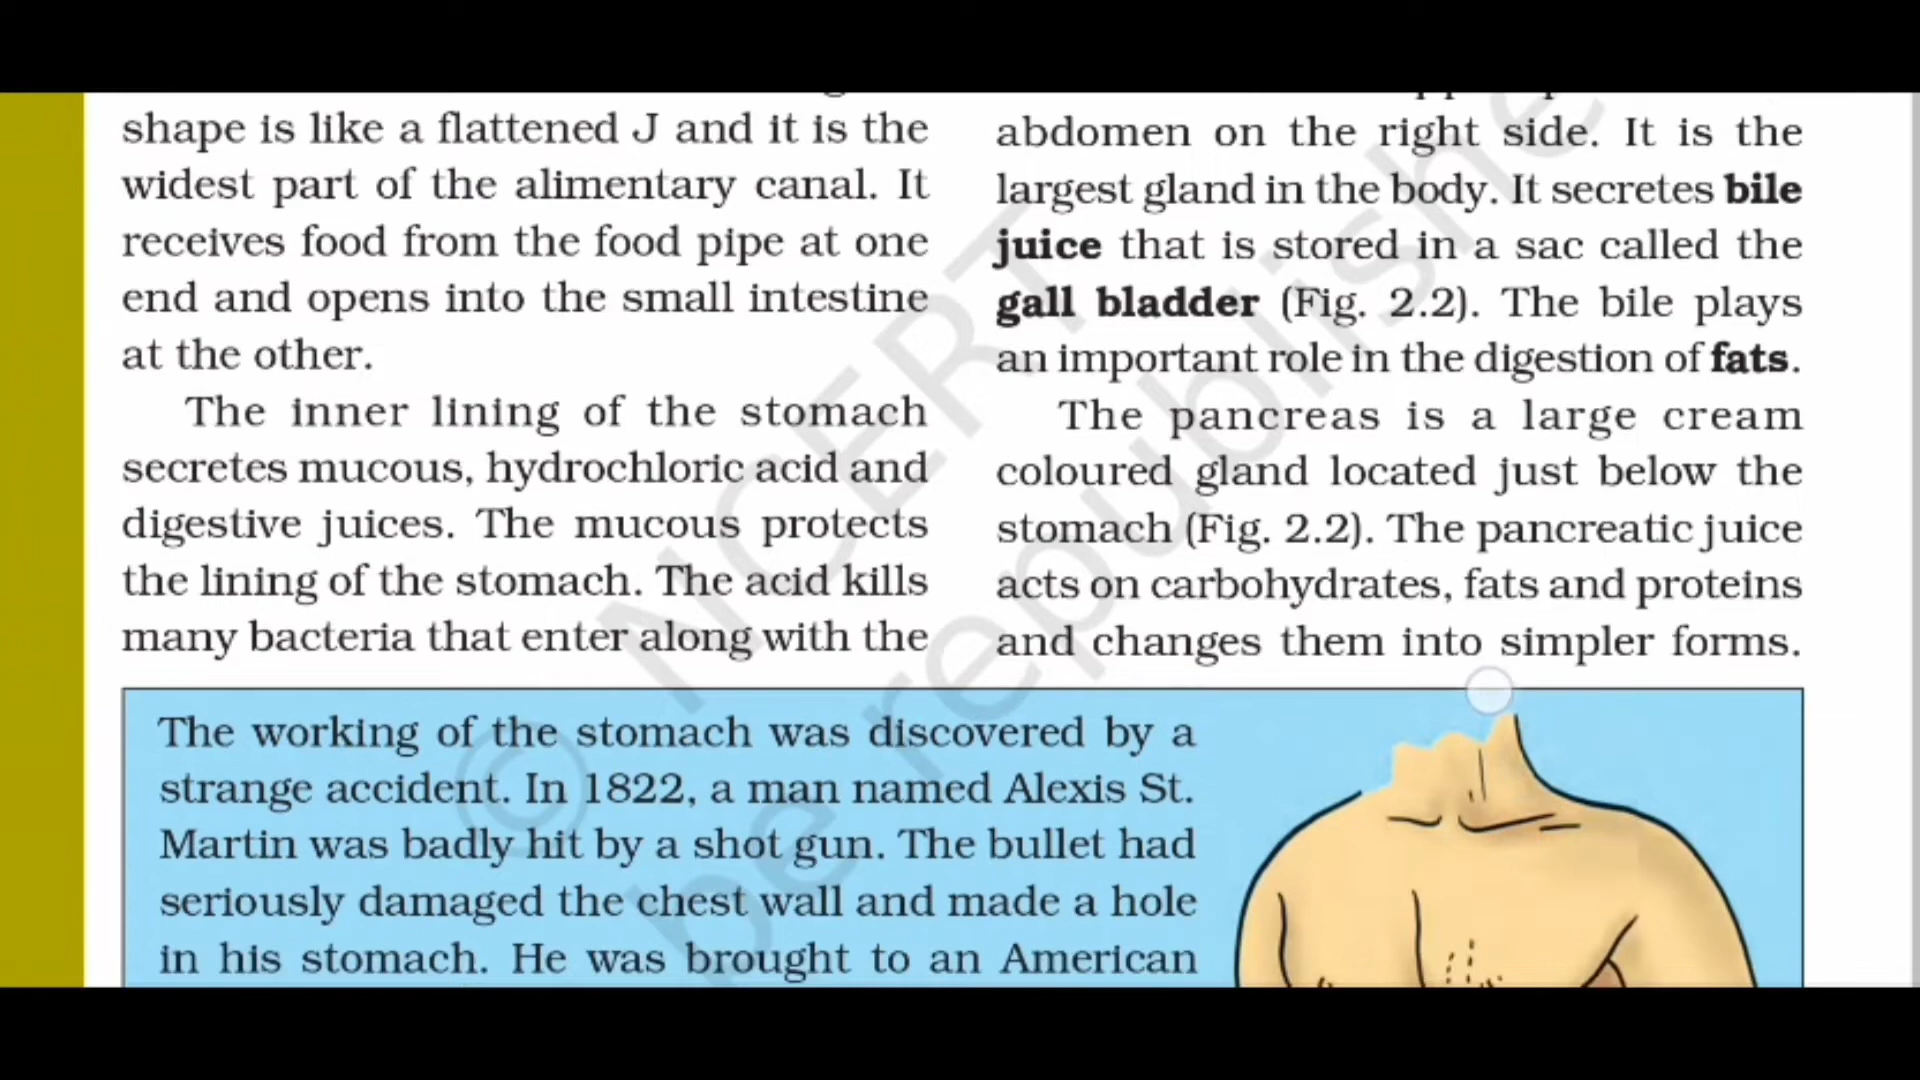 shape is like a flattened J and it is the
widest part of the alimentary canal. It
receives food from the food pipe at one
end and opens into the small intestine
at the other.
The inner lining of the stomach
secretes mucous, hydrochloric acid and
digestive juices. The mucous protects
the lining of the stomach. The acid kills
many bacteria that enter along with the
abdomen on the right side. It is the
largest gland in the body. It secretes bile
juice that is stored in a sac called the
gall bladder (Fig. 2.2). The bile plays
an important role in the digestion of fats.
The pancreas is a large cream
coloured gland located just below the
stomach (Fig. 2.2). The pancreatic juice
acts on carbohydrates, fats and proteins
and changes them into simpler forms.
The working of the stomach was discovered by a
strange accident. In 1822, a man named Alexis St.
Martin was badly hit by a shot gun. The bullet had
seriously damaged the chest wall and made a hole
in his stomach. He was brought to an American
© NCERT
be republishe